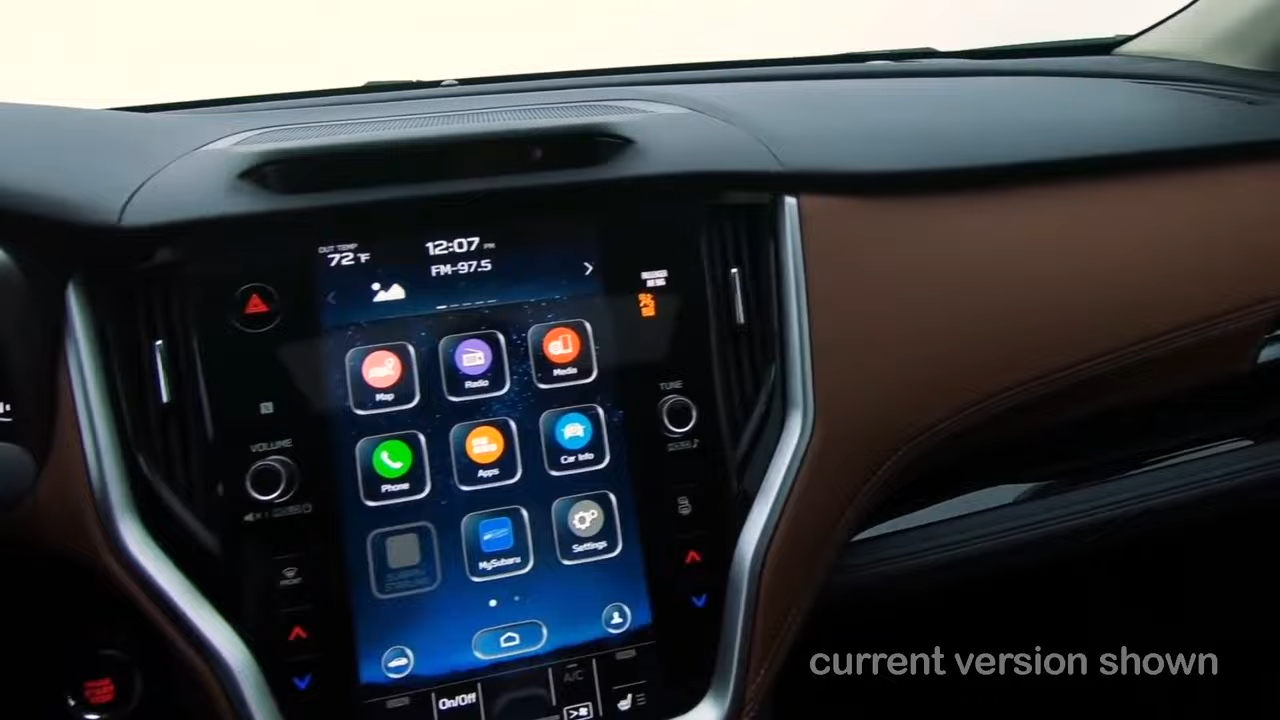 OUT TEMP
72°F
12:07 PM
FM-97.5
Map
Radio
Media
VOLUME
TUNE
Phone
Apps
Car Info
MySubaru
Settings
FRONT
On/Off
A/C
current version shown